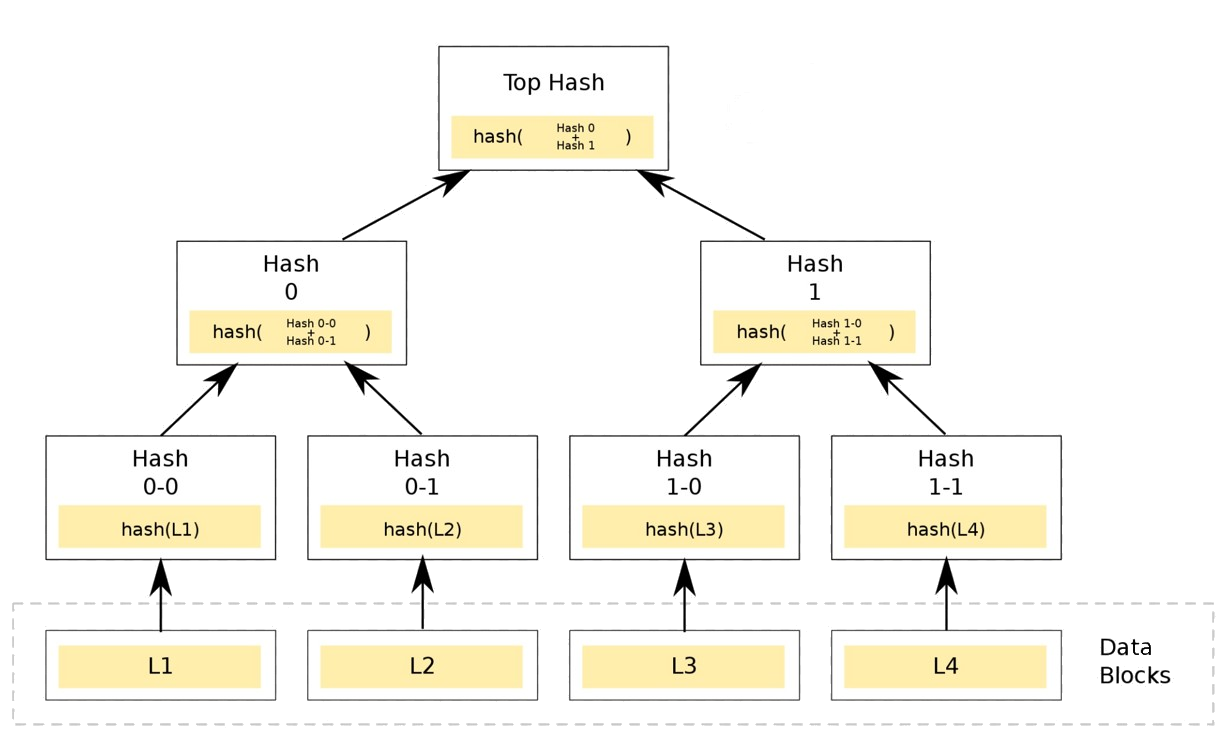 Top Hash
hash( Hash 0 + Hash 1 )
Hash
0
hash( Hash 0-0 + Hash 0-1 )
Hash
1
hash( Hash 1-0 + Hash 1-1 )
Hash
0-0
hash(L1)
Hash
0-1
hash(L2)
Hash
1-0
hash(L3)
Hash
1-1
hash(L4)
L1
L2
L3
L4
Data
Blocks